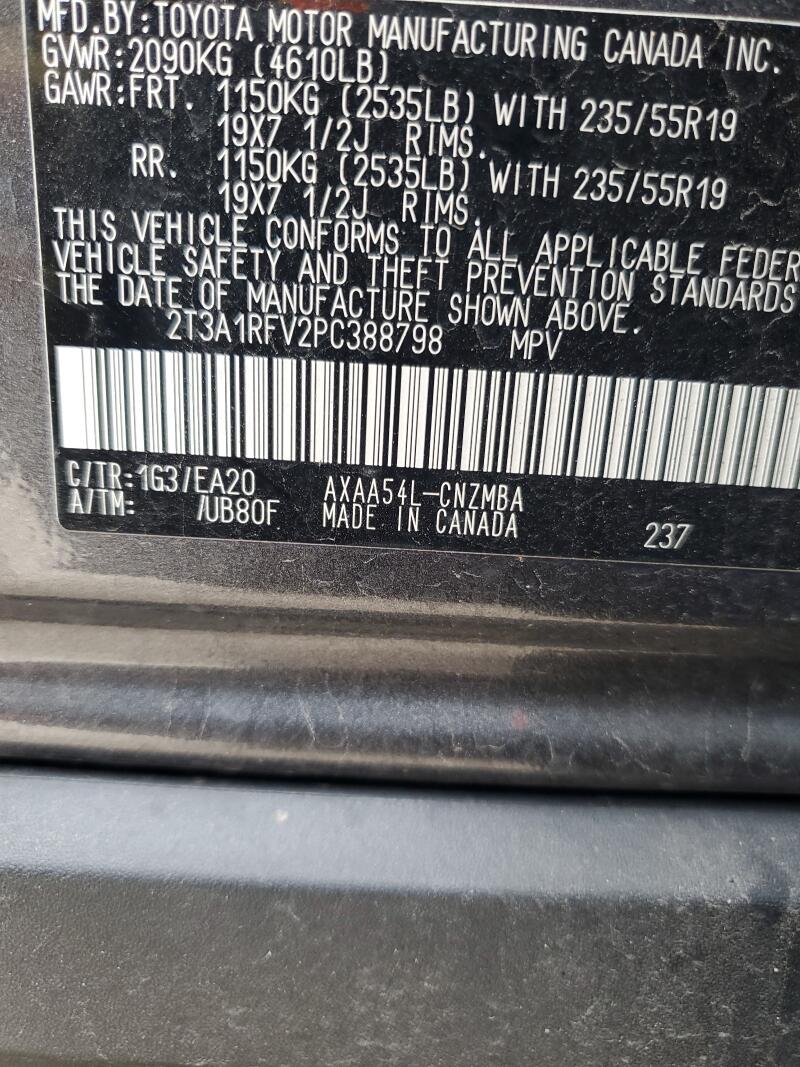 MFD.BY:TOYOTA MOTOR MANUFACTURING CANADA INC.
GVWR:2090KG (4610LB)
GAWR:FRT. 1150KG (2535LB) WITH 235/55R19
19X7 1/2J RIMS.
RR. 1150KG (2535LB) WITH 235/55R19
19X7 1/2J RIMS.
THIS VEHICLE CONFORMS TO ALL APPLICABLE FEDER
VEHICLE SAFETY AND THEFT PREVENTION STANDARDS
THE DATE OF MANUFACTURE SHOWN ABOVE.
2T3A1RFV2PC388798 MPV
C/TR:1G3/EA20 AXAA54L-CNZMBA
A/TM: /UB80F MADE IN CANADA 237